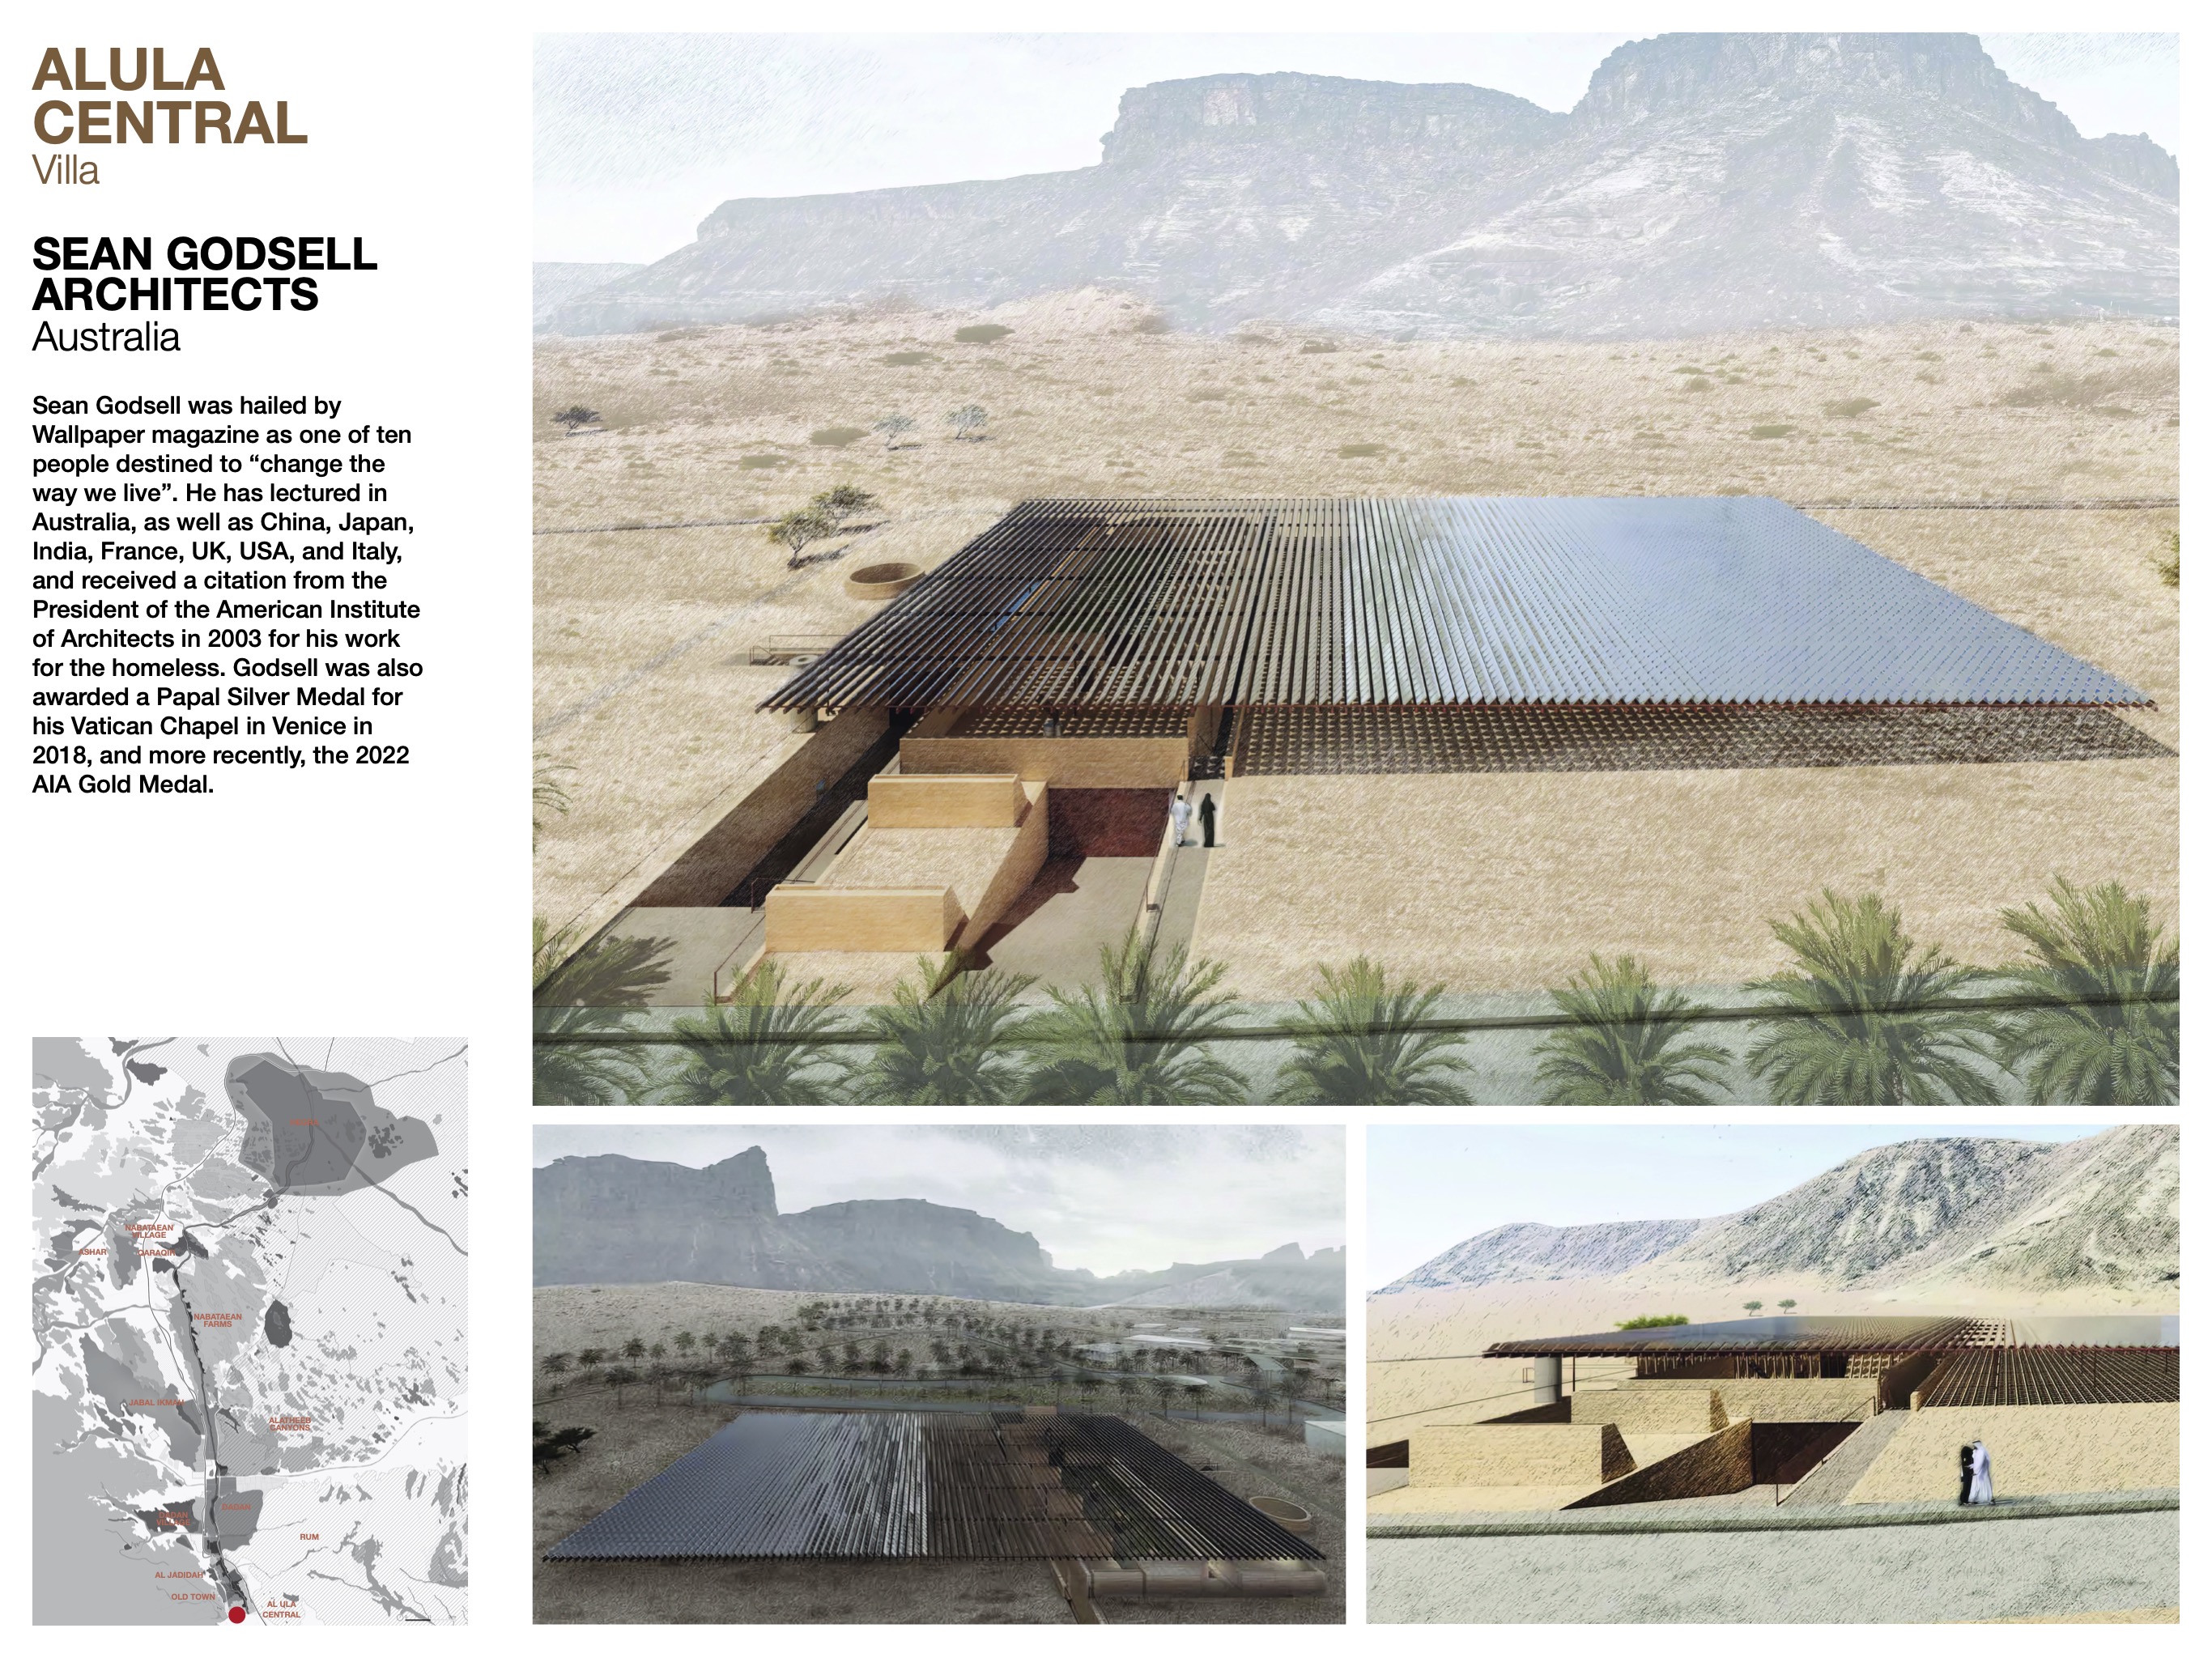 ALULA
CENTRAL
Villa
SEAN GODSELL
ARCHITECTS
Australia
Sean Godsell was hailed by
Wallpaper magazine as one of ten
people destined to “change the
way we live”. He has lectured in
Australia, as well as China, Japan,
India, France, UK, USA, and Italy,
and received a citation from the
President of the American Institute
of Architects in 2003 for his work
for the homeless. Godsell was also
awarded a Papal Silver Medal for
his Vatican Chapel in Venice in
2018, and more recently, the 2022
AIA Gold Medal.
NABATAEAN
VILLAGE
ASHAR
QARAQIR
NABATAEAN
FARMS
JABAL IKMAH
ALATHEEB
CANYONS
DADAN
DADAN
VILLAGE
RUM
AL JADIDAH
OLD TOWN
AL ULA
CENTRAL